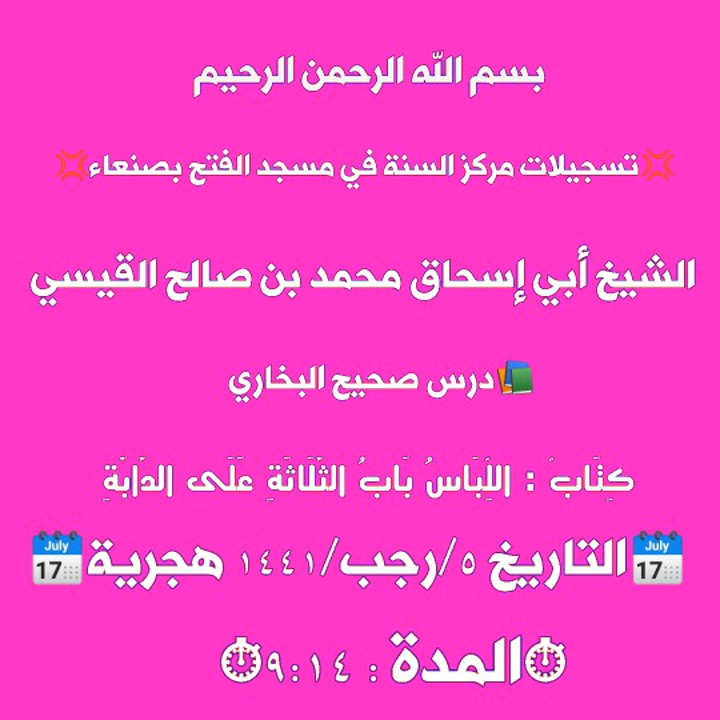 بسم الله الرحمن الرحيم
💢تسجيلات مركز السنة في مسجد الفتح بصنعاء💢
الشيخ أبي إسحاق محمد بن صالح القيسي
📚درس صحيح البخاري
كِتَابُ : اللِّبَاسُ بَابُ الثَّلَاثَةِ عَلَى الدَّابَّةِ
📅التاريخ ٥/رجب/١٤٤١ هجرية📅
⏱المدة : ٩:١٤⏱